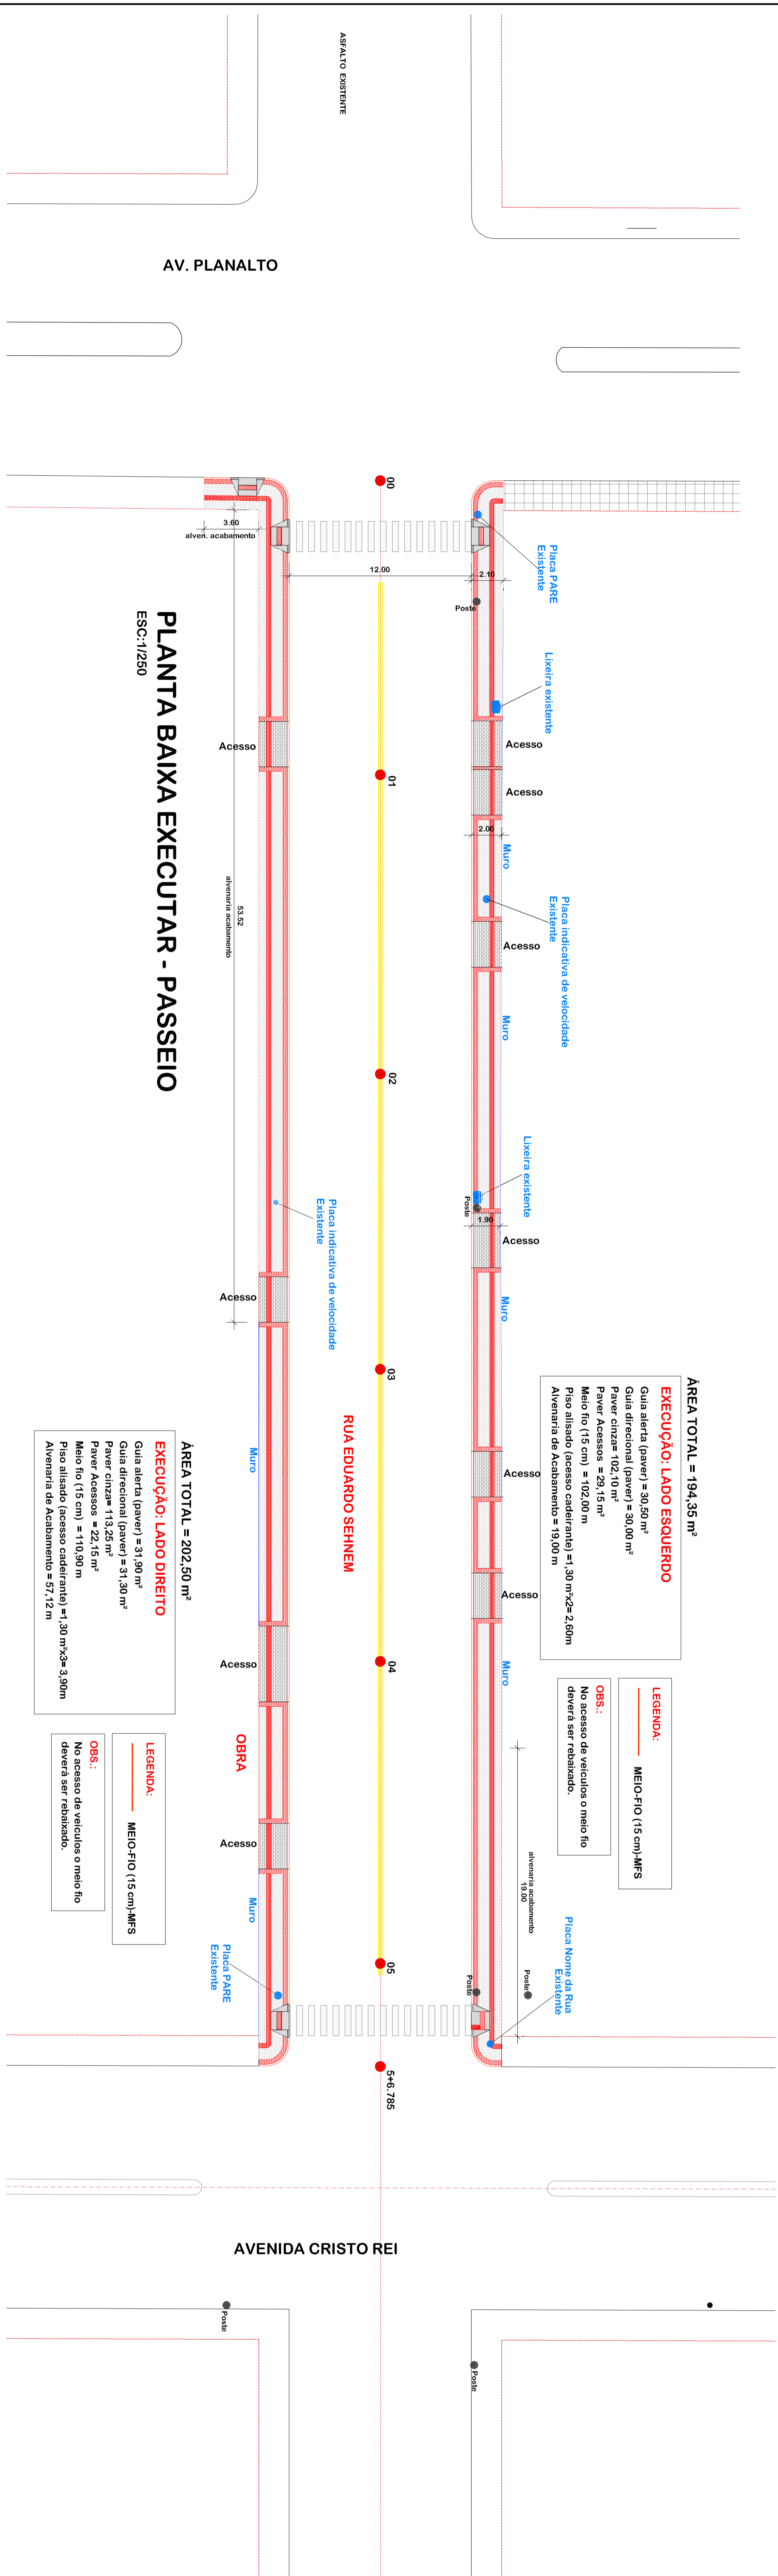 ASFALTO EXISTENTE
AV. PLANALTO
00
3.60
alven. acabamento
12.00
2.10
Placa PARE
Existente
Poste
PLANTA BAIXA EXECUTAR - PASSEIO
ESC:1/250
Lixeira existente
Acesso
Acesso
01
Acesso
2.00
Muro
Placa indicativa de velocidade
Existente
53.52
alvenaria acabamento
Acesso
Muro
02
Lixeira existente
Poste
1.90
Placa indicativa de velocidade
Existente
Acesso
Acesso
Muro
03
RUA EDUARDO SEHNEM
ÁREA TOTAL = 194,35 m²
EXECUÇÃO: LADO ESQUERDO
Guia alerta (paver) = 30,50 m²
Guia direcional (paver) = 30,00 m²
Paver cinza= 102,10 m²
Paver Acessos = 29,15 m²
Meio fio (15 cm) = 102,00 m
Piso alisado (acesso cadeirante) =1,30 m²x2= 2,60m
Alvenaria de Acabamento = 19,00 m
ÁREA TOTAL = 202,50 m²
EXECUÇÃO: LADO DIREITO
Guia alerta (paver) = 31,90 m²
Guia direcional (paver) = 31,30 m²
Paver cinza= 113,25 m²
Paver Acessos = 22,15 m²
Meio fio (15 cm) = 110,90 m
Piso alisado (acesso cadeirante) =1,30 m²x3= 3,90m
Alvenaria de Acabamento = 57,12 m
Muro
Acesso
Acesso
Muro
04
Acesso
LEGENDA:
MEIO-FIO (15 cm)-MFS
OBS.:
No acesso de veículos o meio fio
deverá ser rebaixado.
OBRA
LEGENDA:
MEIO-FIO (15 cm)-MFS
OBS.:
No acesso de veículos o meio fio
deverá ser rebaixado.
Acesso
alvenaria acabamento
19.00
Muro
Placa Nome da Rua
Existente
Placa PARE
Existente
05
Poste
Poste
5+6.785
AVENIDA CRISTO REI
Poste
Poste